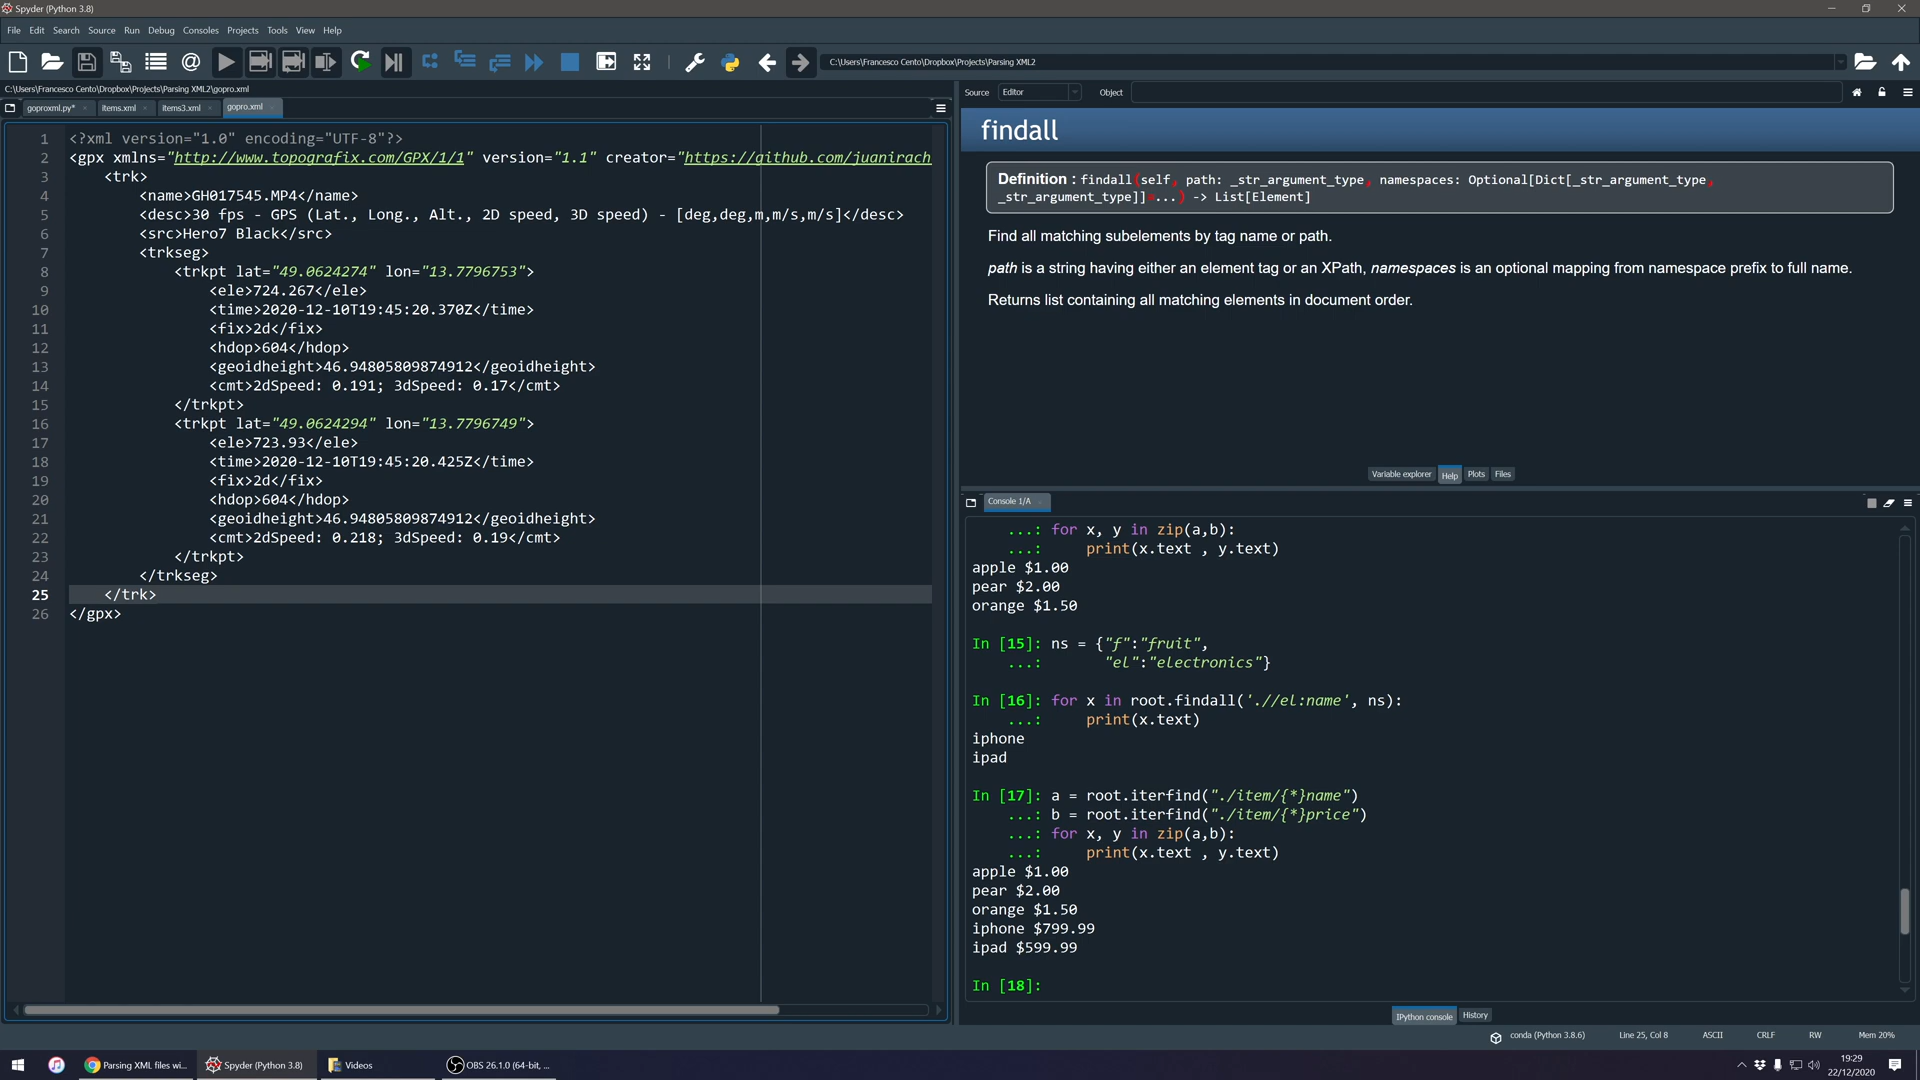 Spyder (Python 3.8)
File Edit Search Source Run Debug Consoles Projects Tools View Help
C:\Users\Francesco Cento\Dropbox\Projects\Parsing XML2
C:\Users\Francesco Cento\Dropbox\Projects\Parsing XML2\gopro.xml
goproxml.py* items.xml items3.xml gopro.xml
1 <?xml version="1.0" encoding="UTF-8"?>
2 <gpx xmlns="http://www.topografix.com/GPX/1/1" version="1.1" creator="https://github.com/juanirach
3 <trk>
4 <name>GH017545.MP4</name>
5 <desc>30 fps - GPS (Lat., Long., Alt., 2D speed, 3D speed) - [deg,deg,m,m/s,m/s]</desc>
6 <src>Hero7 Black</src>
7 <trkseg>
8 <trkpt lat="49.0624274" lon="13.7796753">
9 <ele>724.267</ele>
10 <time>2020-12-10T19:45:20.370Z</time>
11 <fix>2d</fix>
12 <hdop>604</hdop>
13 <geoidheight>46.94805809874912</geoidheight>
14 <cmt>2dSpeed: 0.191; 3dSpeed: 0.17</cmt>
15 </trkpt>
16 <trkpt lat="49.0624294" lon="13.7796749">
17 <ele>723.93</ele>
18 <time>2020-12-10T19:45:20.425Z</time>
19 <fix>2d</fix>
20 <hdop>604</hdop>
21 <geoidheight>46.94805809874912</geoidheight>
22 <cmt>2dSpeed: 0.218; 3dSpeed: 0.19</cmt>
23 </trkpt>
24 </trkseg>
25 </trk>
26 </gpx>
Source Editor Object
findall
Definition : findall(self, path: _str_argument_type, namespaces: Optional[Dict[_str_argument_type,
_str_argument_type]]=...) -> List[Element]
Find all matching subelements by tag name or path.
path is a string having either an element tag or an XPath, namespaces is an optional mapping from namespace prefix to full name.
Returns list containing all matching elements in document order.
Variable explorer Help Plots Files
Console 1/A
...: for x, y in zip(a,b):
...: print(x.text , y.text)
apple $1.00
pear $2.00
orange $1.50
In [15]: ns = {"f":"fruit",
...: "el":"electronics"}
In [16]: for x in root.findall('.//el:name', ns):
...: print(x.text)
iphone
ipad
In [17]: a = root.iterfind("./item/{*}name")
...: b = root.iterfind("./item/{*}price")
...: for x, y in zip(a,b):
...: print(x.text , y.text)
apple $1.00
pear $2.00
orange $1.50
iphone $799.99
ipad $599.99
In [18]:
IPython console History
conda (Python 3.8.6) Line 25, Col 8 ASCII CRLF RW Mem 20%
Parsing XML files wi... Spyder (Python 3.8) Videos OBS 26.1.0 (64-bit, ...
19:29
22/12/2020